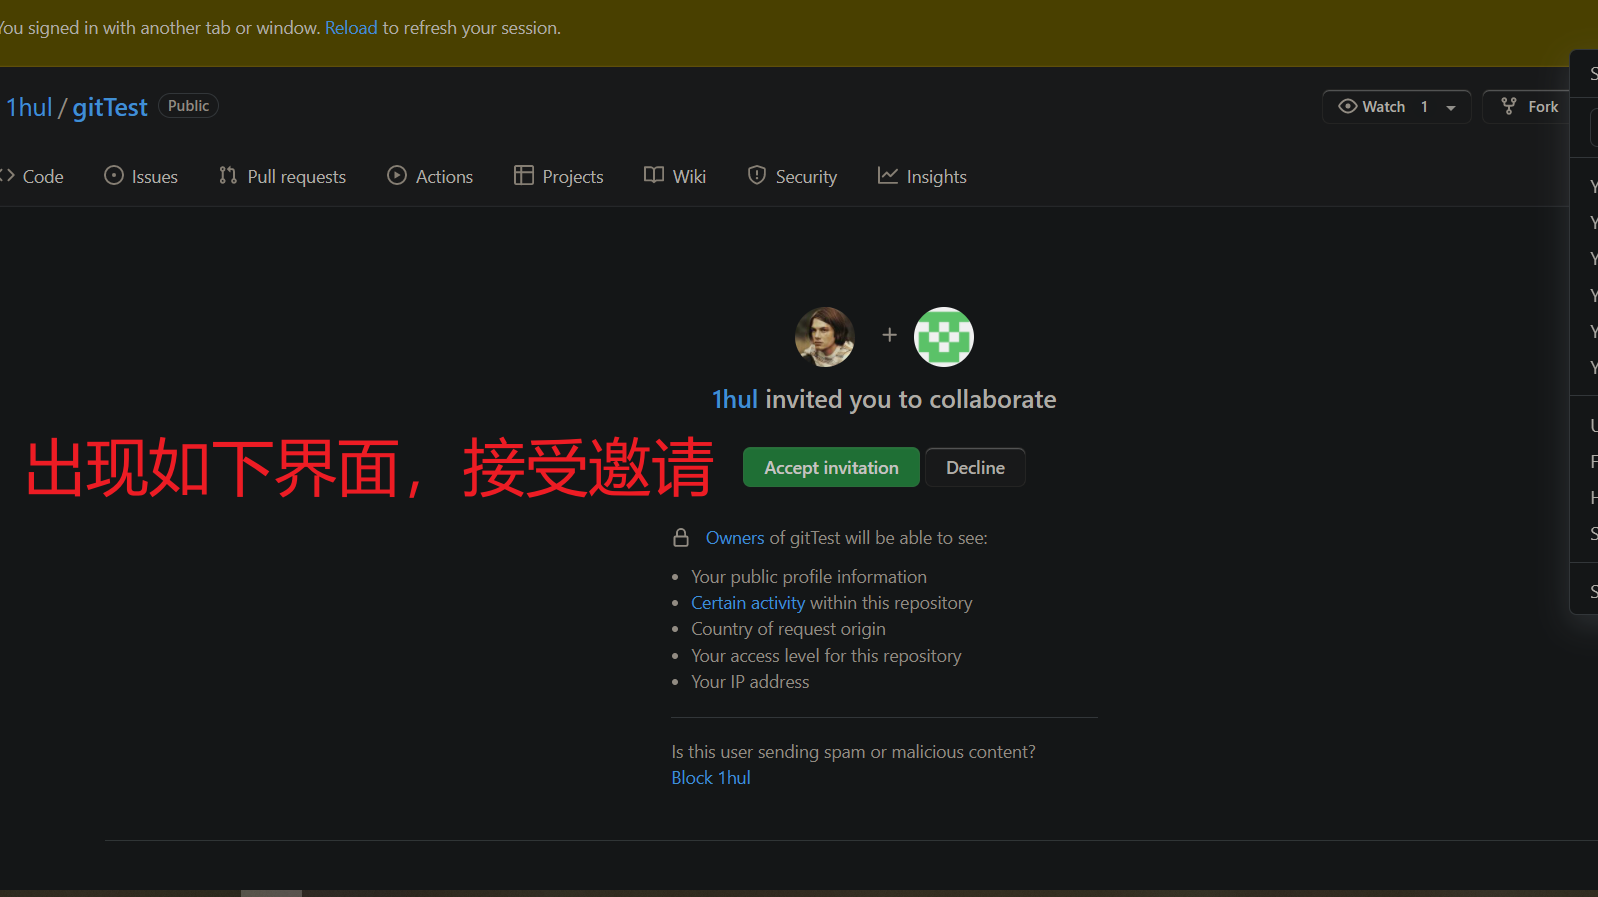 You signed in with another tab or window. Reload to refresh your session.
1hul / gitTest Public
Watch 1 Fork
Code Issues Pull requests Actions Projects Wiki Security Insights
1hul invited you to collaborate
出现如下界面，接受邀请
Accept invitation Decline
Owners of gitTest will be able to see:
Your public profile information
Certain activity within this repository
Country of request origin
Your access level for this repository
Your IP address
Is this user sending spam or malicious content?
Block 1hul